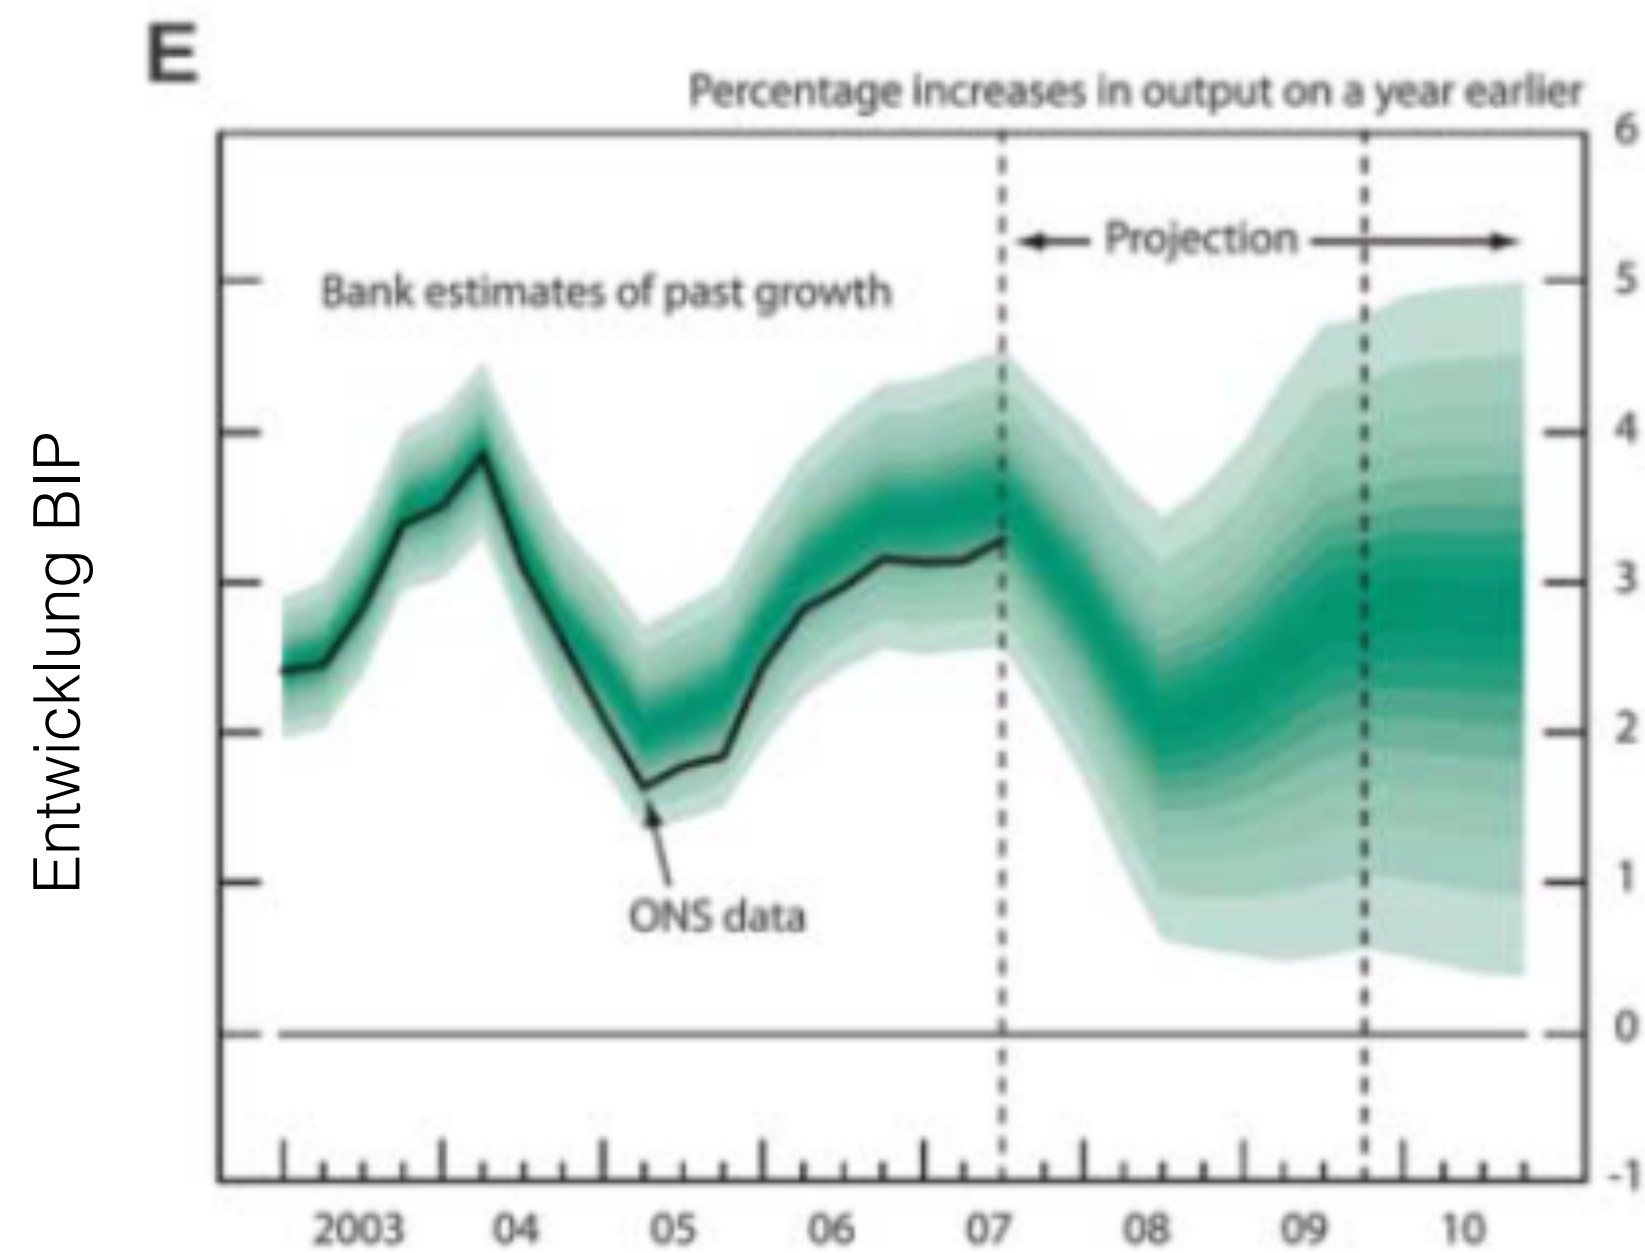 E
Percentage increases in output on a year earlier
6
Projection
Bank estimates of past growth
5
4
Entwicklung BIP
3
2
1
ONS data
0
-1
2003 04 05 06 07 08 09 10